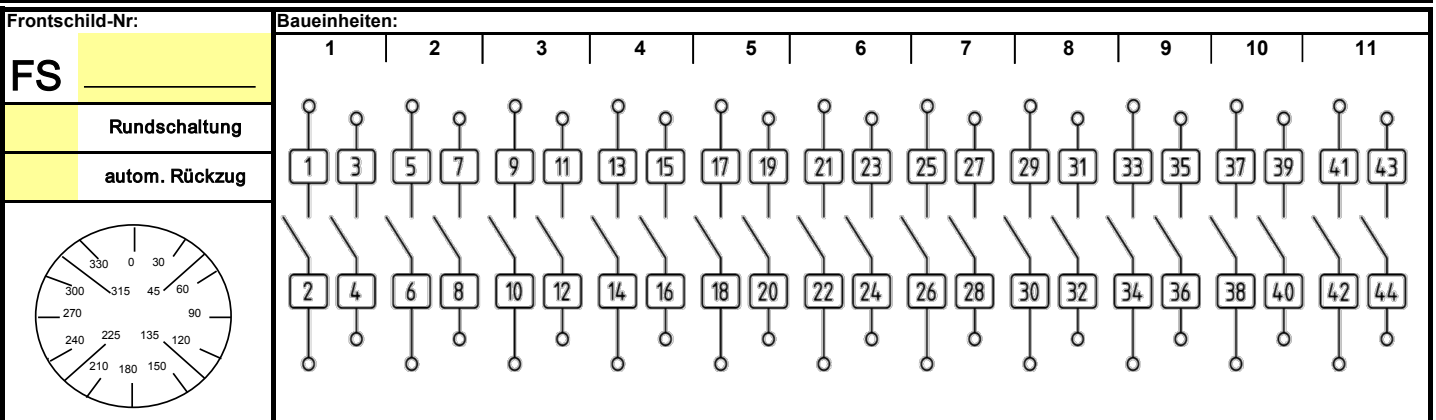 Frontschild-Nr:
Baueinheiten:
1 2 3 4 5 6 7 8 9 10 11
FS
Rundschaltung
autom. Rückzug
1 3 5 7 9 11 13 15 17 19 21 23 25 27 29 31 33 35 37 39 41 43
2 4 6 8 10 12 14 16 18 20 22 24 26 28 30 32 34 36 38 40 42 44
330 0 30
300 315 45 60
270 90
240 225 135 120
210 180 150